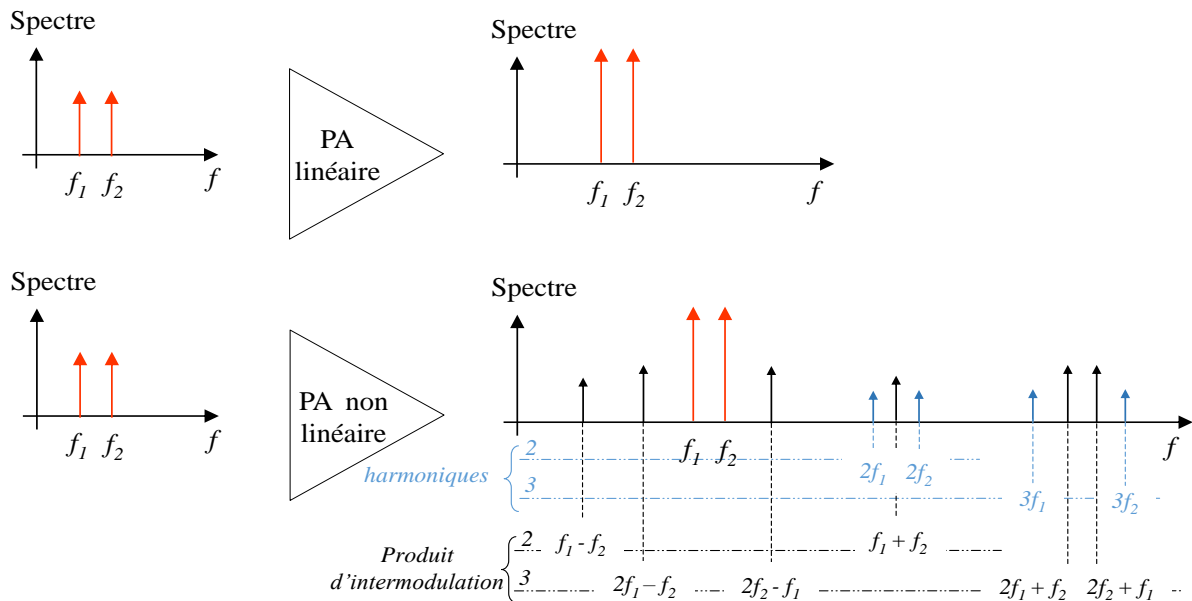 Spectre
f1 f2 f
PA
linéaire
Spectre
f1 f2 f
Spectre
f1 f2 f
PA non
linéaire
Spectre
f1 f2 f
harmoniques
2
2f1 2f2
3
3f1 3f2
Produit
d’intermodulation
2
f1 - f2 f1 + f2
3
2f1 – f2 2f2 - f1 2f1 + f2 2f2 + f1